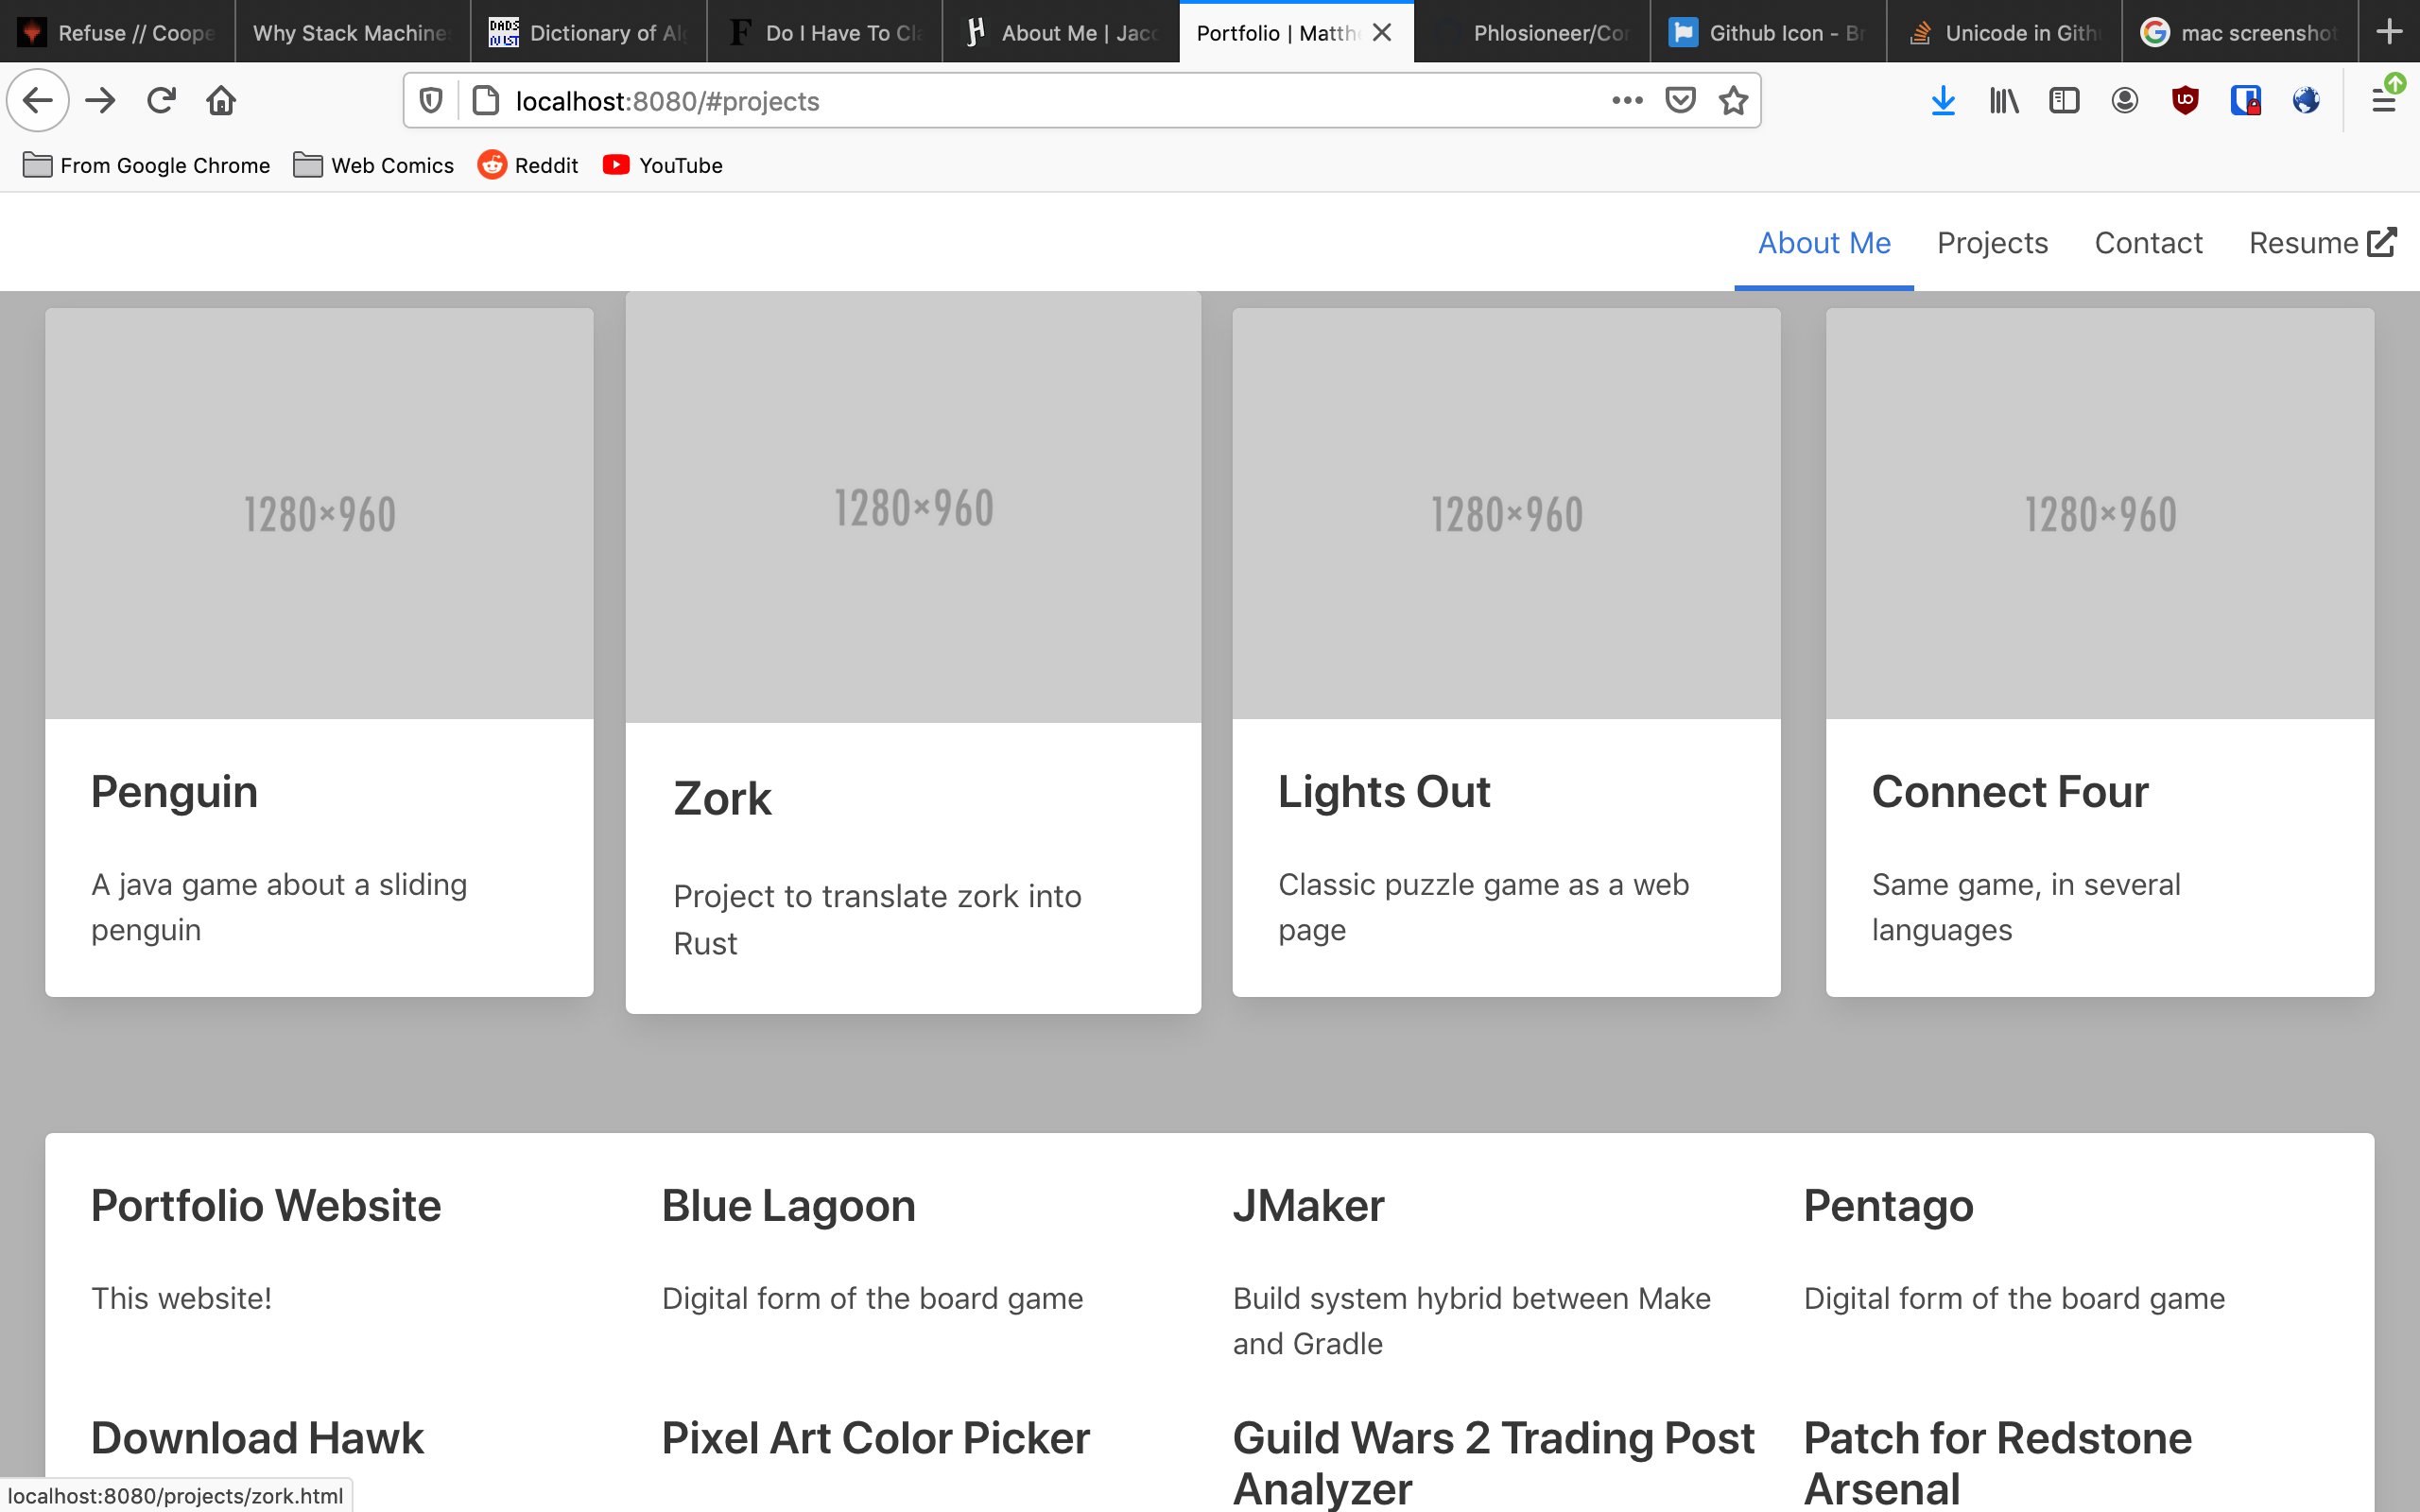 Refuse // Coope
Why Stack Machine
Dictionary of Al
Do I Have To Cl
About Me | Jac
Portfolio | Matth
Phlosioneer/Co
Github Icon - B
Unicode in Gith
mac screenshot
localhost:8080/#projects
From Google Chrome
Web Comics
Reddit
YouTube
About Me
Projects
Contact
Resume
1280×960
1280×960
1280×960
1280×960
Penguin
A java game about a sliding
penguin
Zork
Project to translate zork into
Rust
Lights Out
Classic puzzle game as a web
page
Connect Four
Same game, in several
languages
Portfolio Website
This website!
Blue Lagoon
Digital form of the board game
JMaker
Build system hybrid between Make
and Gradle
Pentago
Digital form of the board game
Download Hawk
Pixel Art Color Picker
Guild Wars 2 Trading Post
Analyzer
Patch for Redstone
Arsenal
localhost:8080/projects/zork.html